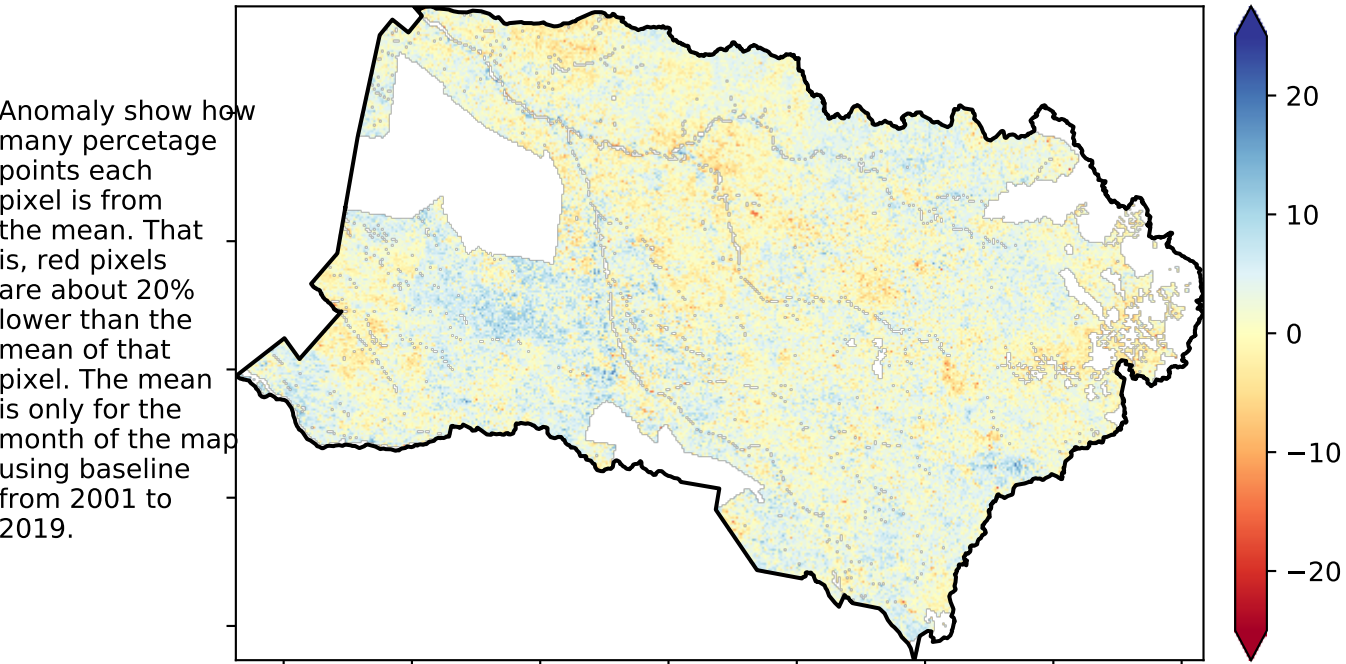 Anomaly show how
many percetage
points each
pixel is from
the mean. That
is, red pixels
are about 20%
lower than the
mean of that
pixel. The mean
is only for the
month of the map
using baseline
from 2001 to
2019.
20
10
0
−10
−20